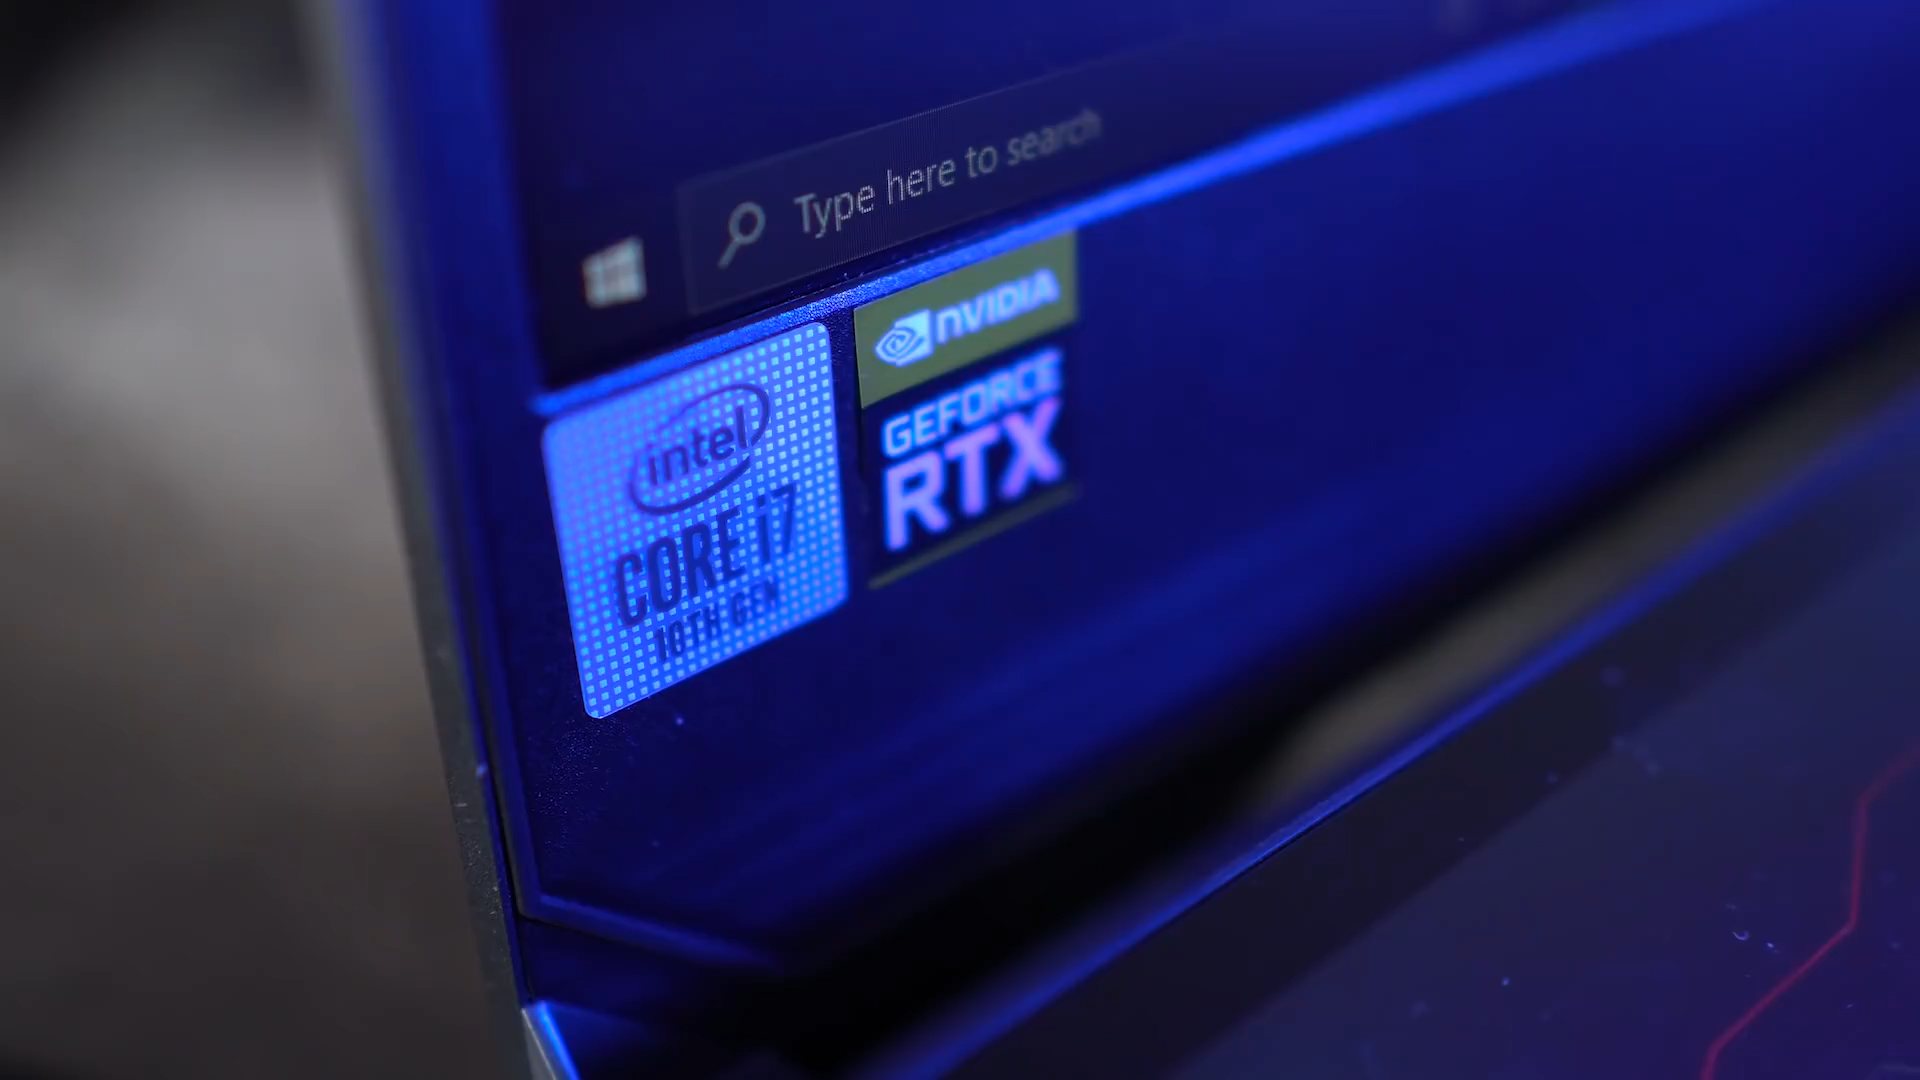 Type here to search
nVIDIA
GEFORCE
RTX
intel
CORE i7
10TH GEN